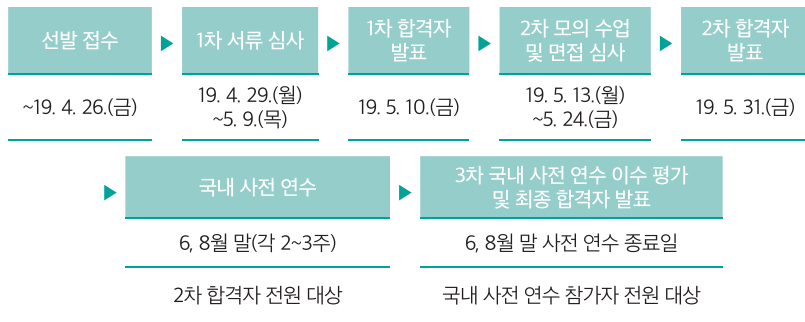 선발 접수
~19. 4. 26.(금)
1차 서류 심사
19. 4. 29.(월)
~5. 9.(목)
1차 합격자
발표
19. 5. 10.(금)
2차 모의 수업
및 면접 심사
19. 5. 13.(월)
~5. 24.(금)
2차 합격자
발표
19. 5. 31.(금)
국내 사전 연수
6, 8월 말(각 2~3주)
2차 합격자 전원 대상
3차 국내 사전 연수 이수 평가
및 최종 합격자 발표
6, 8월 말 사전 연수 종료일
국내 사전 연수 참가자 전원 대상